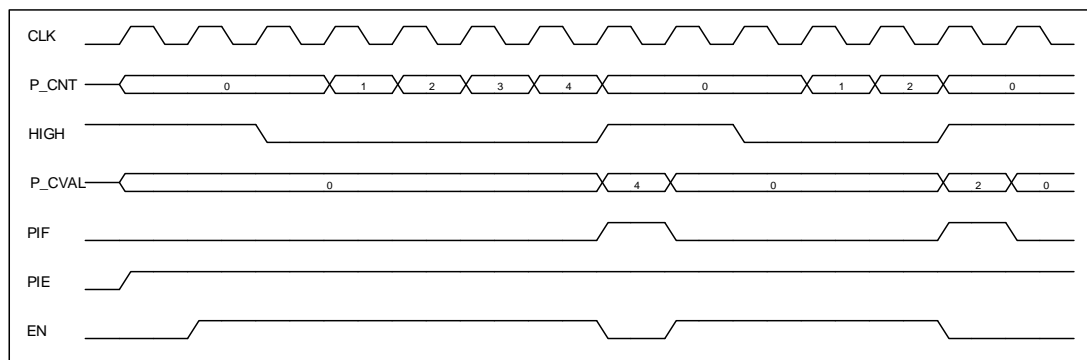 CLK
P_CNT 0 1 2 3 4 0 1 2 0
HIGH
P_CVAL 0 4 0 2 0
PIF
PIE
EN